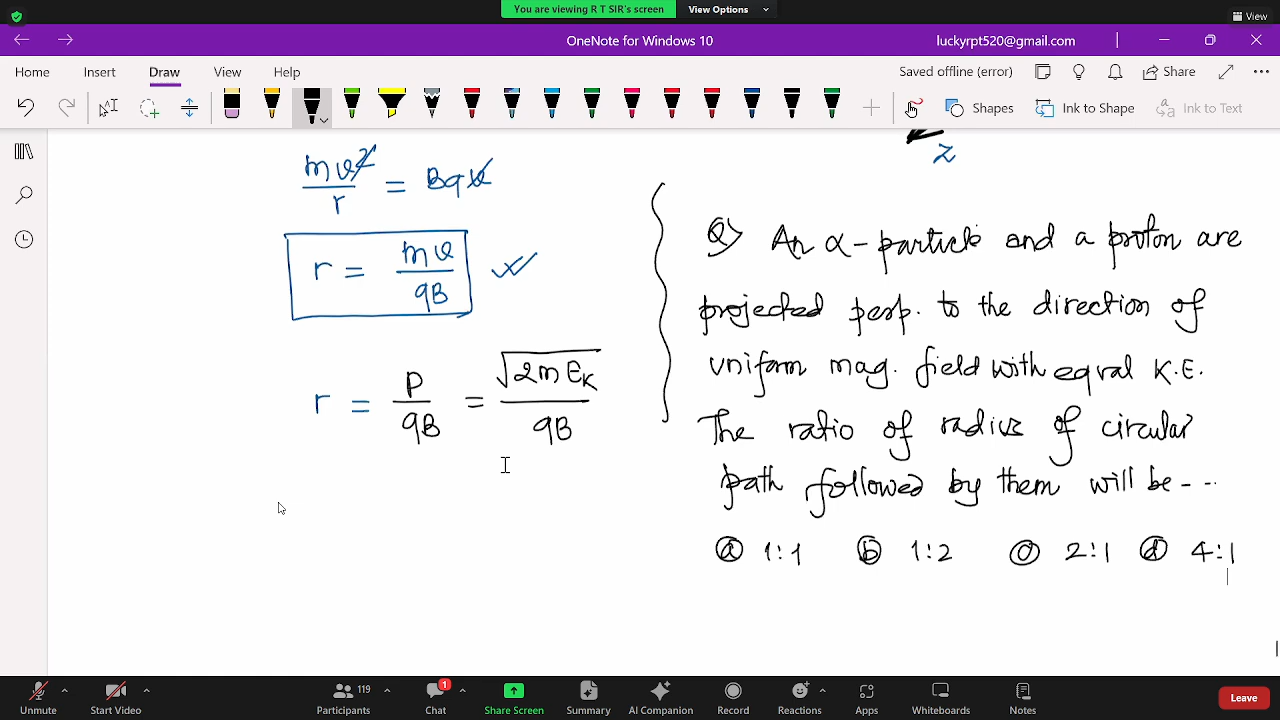 You are viewing R T SIR's screen
View Options
View
OneNote for Windows 10
luckyrpt520@gmail.com
Home Insert Draw View Help
Saved offline (error)
Share
Shapes
Ink to Shape
Ink to Text
z
mv²/r = Bqv
r = mv/qB
r = P/qB = √2mEK/qB
Q> An α-particle and a proton are
projected perp. to the direction of
uniform mag. field with equal K.E.
The ratio of radius of circular
path followed by them will be--..
ⓐ 1:1 ⓑ 1:2 ⓒ 2:1 ⓓ 4:1
Unmute
Start Video
Participants 119
Chat 1
Share Screen
Summary
AI Companion
Record
Reactions
Apps
Whiteboards
Notes
Leave